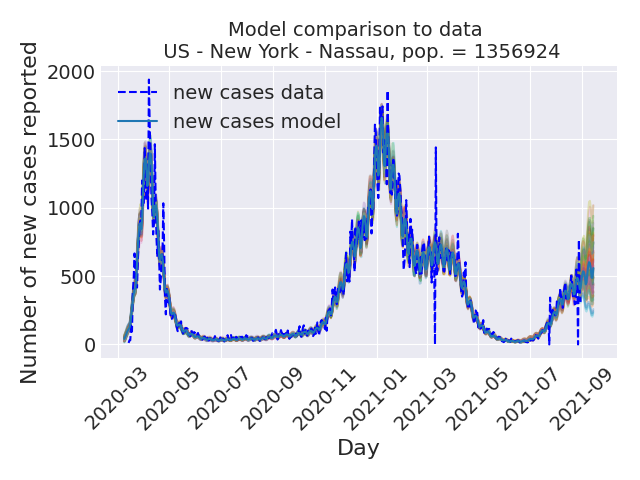 Model comparison to data
US - New York - Nassau, pop. = 1356924
Number of new cases reported
2000
1500
1000
500
0
new cases data
new cases model
2020-03
2020-05
2020-07
2020-09
2020-11
2021-01
2021-03
2021-05
2021-07
2021-09
Day